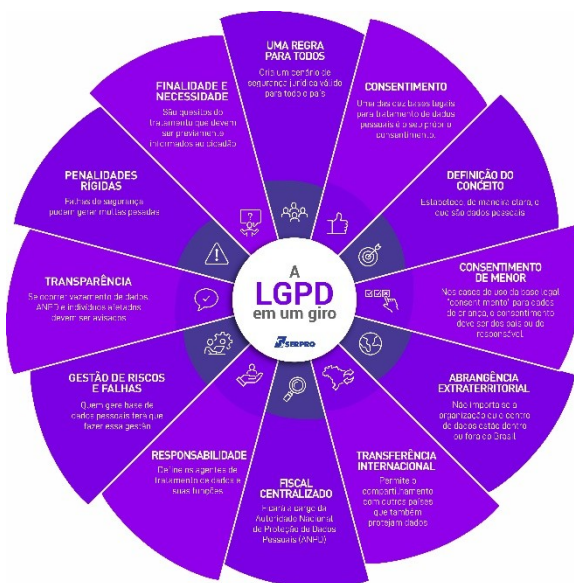 A
LGPD
em um giro
SERPRO
UMA REGRA
PARA TODOS
Cria um cenário de
segurança jurídica válido
para todo o país
CONSENTIMENTO
Uma das dez bases legais
para tratamento de dados
pessoais é o seu próprio
consentimento.
DEFINIÇÃO DO
CONCEITO
Estabelece, de maneira clara, o
que são dados pessoais
CONSENTIMENTO
DE MENOR
Nos casos de uso da base legal
"consentimento" para dados
de criança, o consentimento
deve ser dos pais ou do
responsável.
ABRANGÊNCIA
EXTRATERRITORIAL
Não importa se a
organização ou o centro
de dados estão dentro
ou fora do Brasil
TRANSFERÊNCIA
INTERNACIONAL
Permite o
compartilhamento
com outros países
que também
protejam dados
FISCAL
CENTRALIZADO
Ficará a cargo da
Autoridade Nacional
de Proteção de Dados
Pessoais (ANPD)
RESPONSABILIDADE
Define os agentes de
tratamento de dados e
suas funções
GESTÃO DE RISCOS
E FALHAS
Quem gere base de
dados pessoais terá que
fazer essa gestão
TRANSPARÊNCIA
Se ocorrer vazamento de dados,
ANPD e indivíduos afetados
devem ser avisados
PENALIDADES
RÍGIDAS
Falhas de segurança
podem gerar multas pesadas
FINALIDADE E
NECESSIDADE
São quesitos do
tratamento que devem
ser previamente
informados ao cidadão